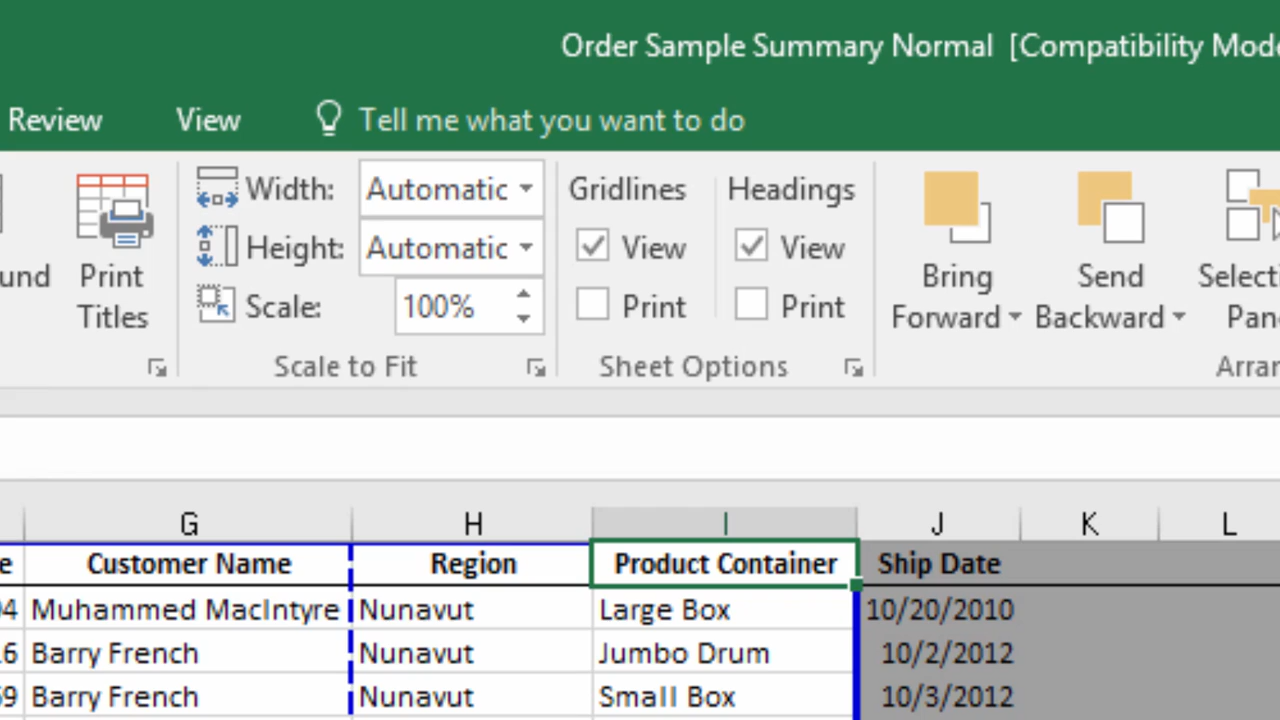 Order Sample Summary Normal [Compatibility Mode
Review View Tell me what you want to do
Width: Automatic Gridlines Headings
Height: Automatic View View
Print Bring Send
Titles Scale: 100% Print Print Forward Backward
Scale to Fit Sheet Options
G H I J K L
Customer Name Region Product Container Ship Date
Muhammed MacIntyre Nunavut Large Box 10/20/2010
Barry French Nunavut Jumbo Drum 10/2/2012
Barry French Nunavut Small Box 10/3/2012